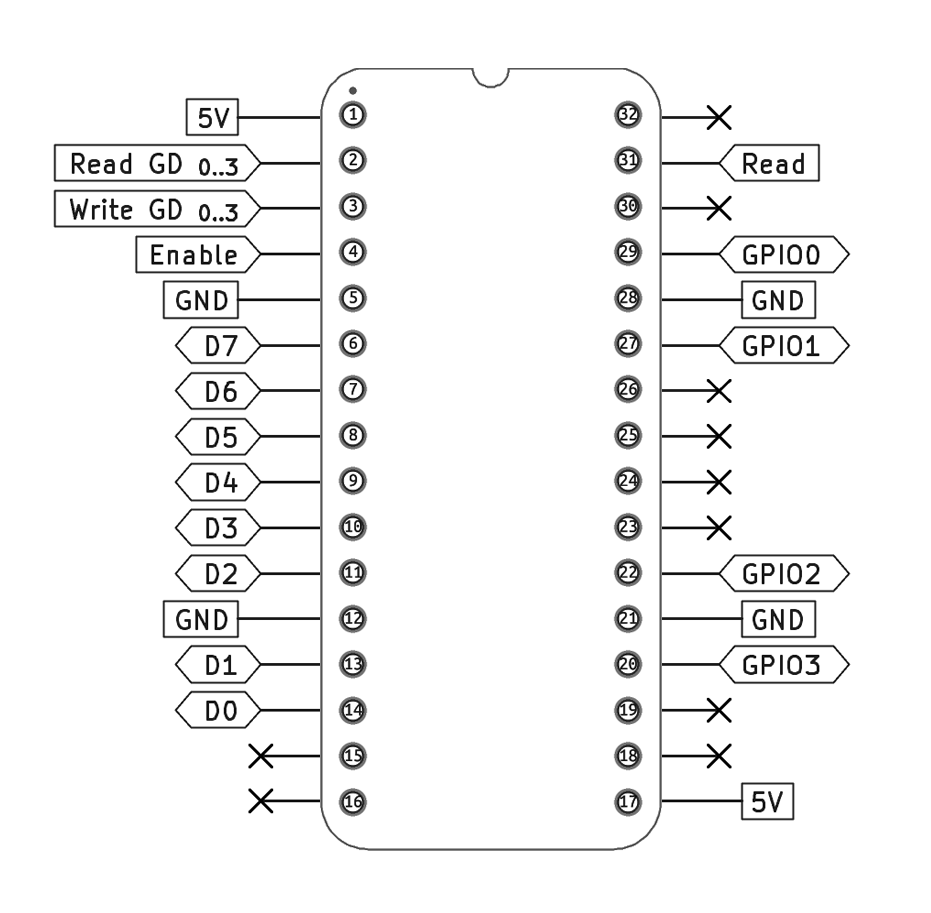 5V 1 32
Read GD 0..3 2 31 Read
Write GD 0..3 3 30
Enable 4 29 GPIO0
GND 5 28 GND
D7 6 27 GPIO1
D6 7 26
D5 8 25
D4 9 24
D3 10 23
D2 11 22 GPIO2
GND 12 21 GND
D1 13 20 GPIO3
D0 14 19
15 18
16 17 5V